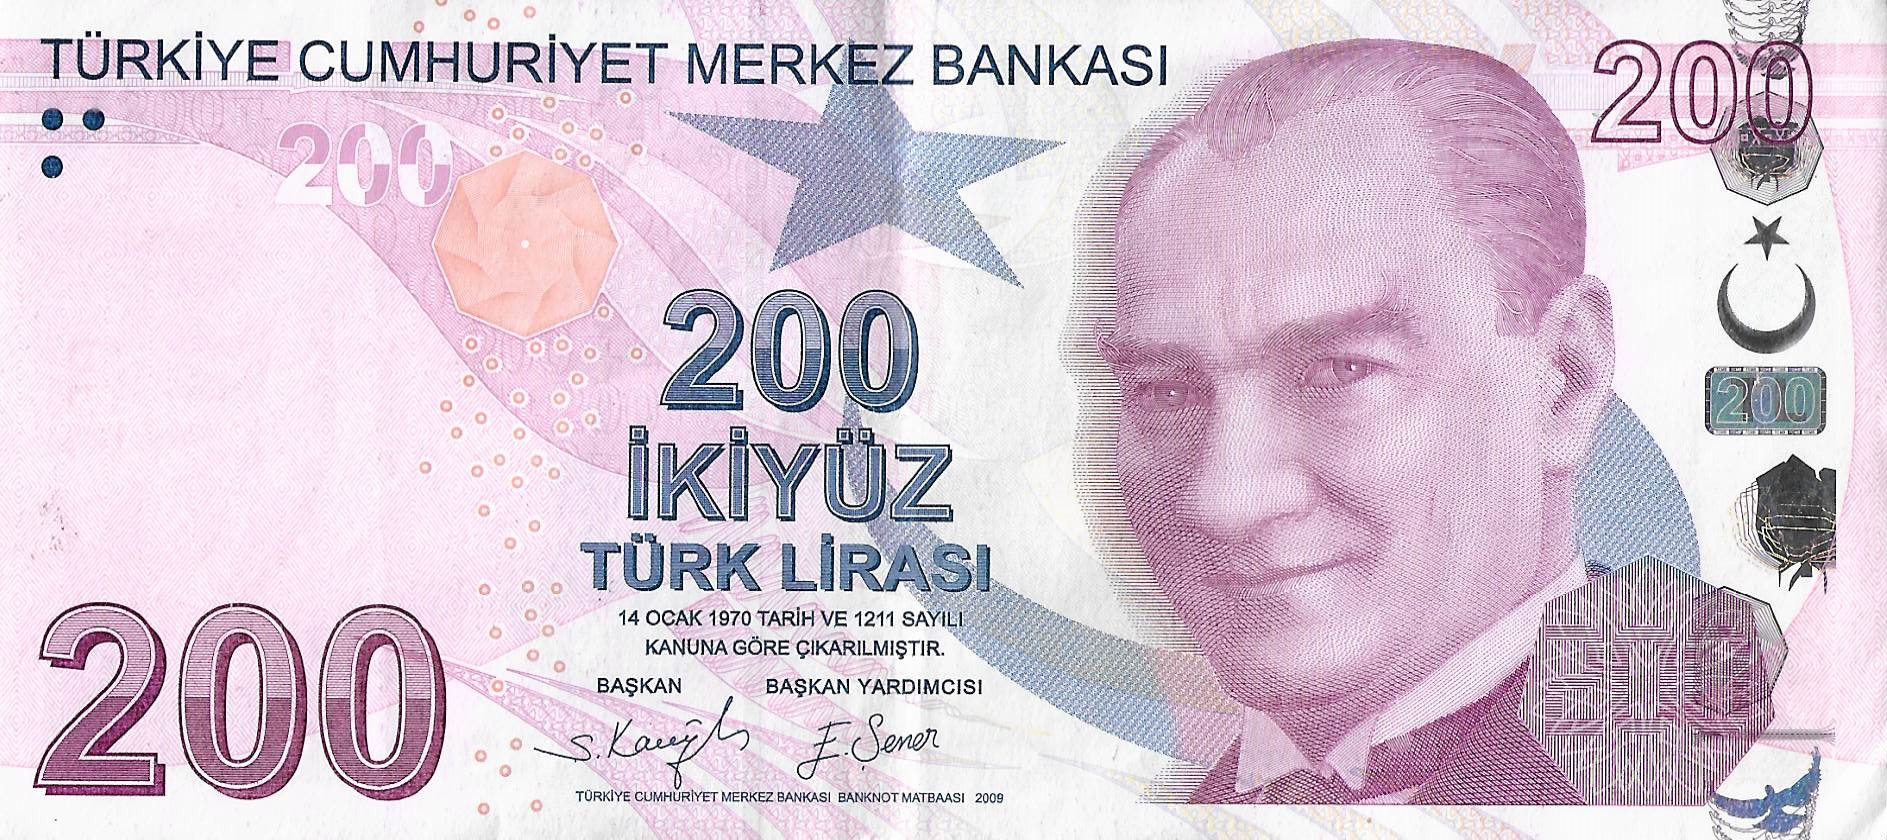 TÜRKİYE CUMHURİYET MERKEZ BANKASI
200
200
200
İKİYÜZ
TÜRK LİRASI
200
14 OCAK 1970 TARİH VE 1211 SAYILI
KANUNA GÖRE ÇIKARILMIŞTIR.
BAŞKAN BAŞKAN YARDIMCISI
E. Şener
200
TÜRKİYE CUMHURİYET MERKEZ BANKASI BANKNOT MATBAASI 2009